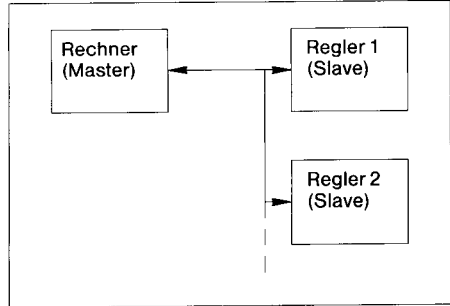 Rechner
(Master)
Regler 1
(Slave)
Regler 2
(Slave)